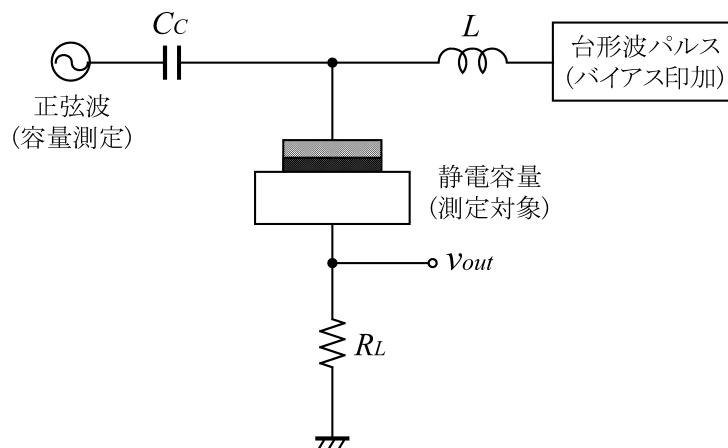 C_C
L
台形波パルス
(バイアス印加)
正弦波
(容量測定)
静電容量
(測定対象)
v_out
R_L